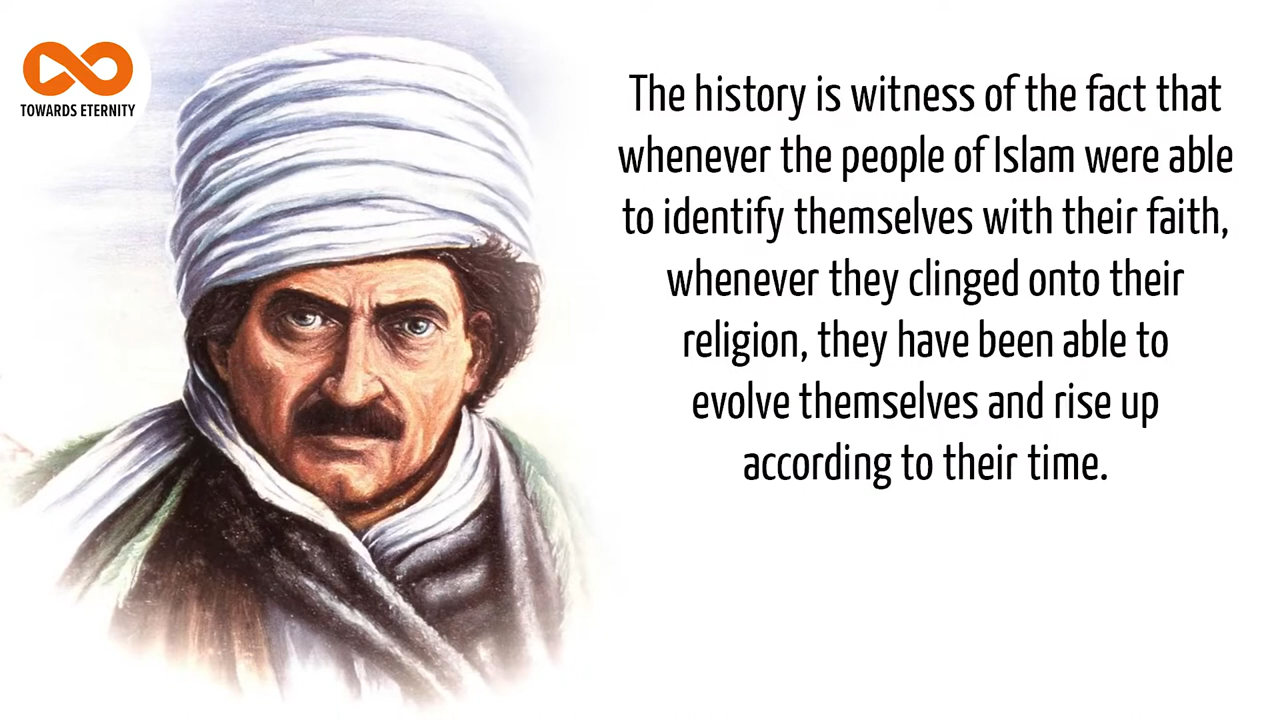 TOWARDS ETERNITY
The history is witness of the fact that
whenever the people of Islam were able
to identify themselves with their faith,
whenever they clinged onto their
religion, they have been able to
evolve themselves and rise up
according to their time.